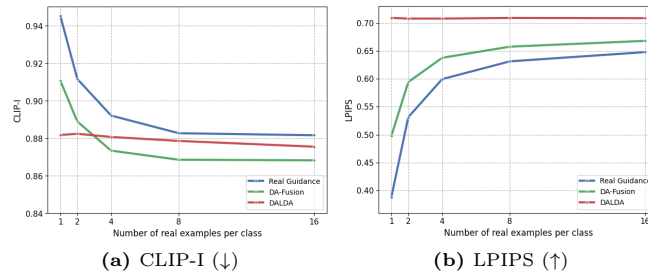 0.94
0.92
0.90
0.88
0.86
0.84
CLIP-I
1 2 4 8 16
Number of real examples per class
Real Guidance
DA-Fusion
DALDA
(a) CLIP-I (↓)
0.70
0.65
0.60
0.55
0.50
0.45
0.40
LPIPS
1 2 4 8 16
Number of real examples per class
Real Guidance
DA-Fusion
DALDA
(b) LPIPS (↑)